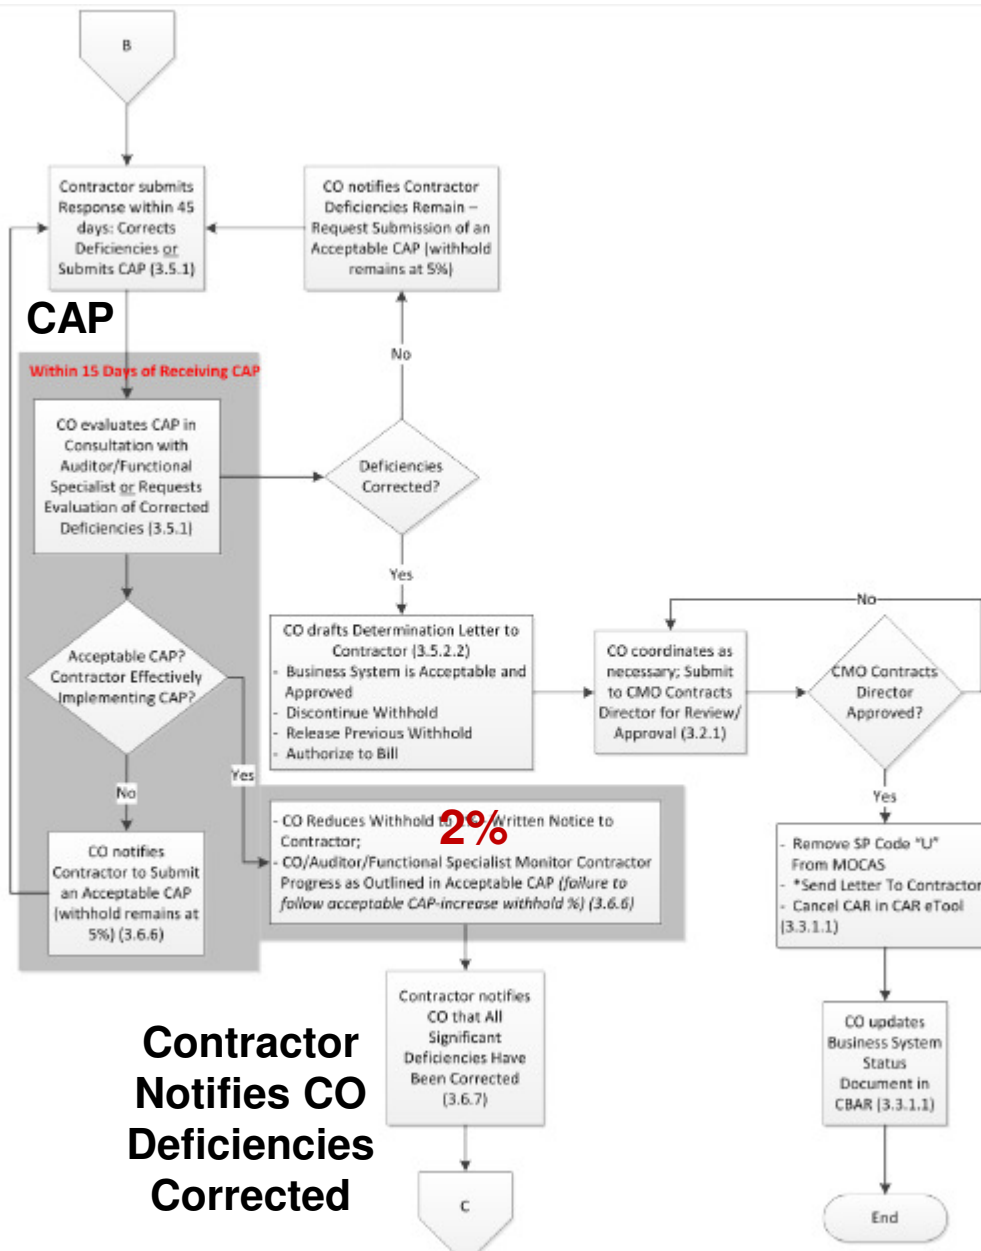 B
Contractor submits
Response within 45
days: Corrects
Deficiencies or
Submits CAP (3.5.1)
CO notifies Contractor
Deficiencies Remain –
Request Submission of an
Acceptable CAP (withhold
remains at 5%)
CAP
No
Within 15 Days of Receiving CAP
CO evaluates CAP in
Consultation with
Auditor/Functional
Specialist or Requests
Evaluation of Corrected
Deficiencies (3.5.1)
Deficiencies
Corrected?
Yes
Acceptable CAP?
Contractor Effectively
Implementing CAP?
CO drafts Determination Letter to
Contractor (3.5.2.2)
- Business System is Acceptable and
Approved
- Discontinue Withhold
- Release Previous Withhold
- Authorize to Bill
CO coordinates as
necessary; Submit
to CMO Contracts
Director for Review/
Approval (3.2.1)
No
CMO Contracts
Director
Approved?
Yes
No
Yes
CO notifies
Contractor to Submit
an Acceptable CAP
(withhold remains at
5%) (3.6.6)
- CO Reduces Withhold to 2% Written Notice to
Contractor;
- CO/Auditor/Functional Specialist Monitor Contractor
Progress as Outlined in Acceptable CAP (failure to
follow acceptable CAP-increase withhold %) (3.6.6)
- Remove SP Code "U"
From MOCAS
- *Send Letter To Contractor
- Cancel CAR in CAR eTool
(3.3.1.1)
Contractor notifies
CO that All
Significant
Deficiencies Have
Been Corrected
(3.6.7)
Contractor
Notifies CO
Deficiencies
Corrected
CO updates
Business System
Status
Document in
CBAR (3.3.1.1)
C
End